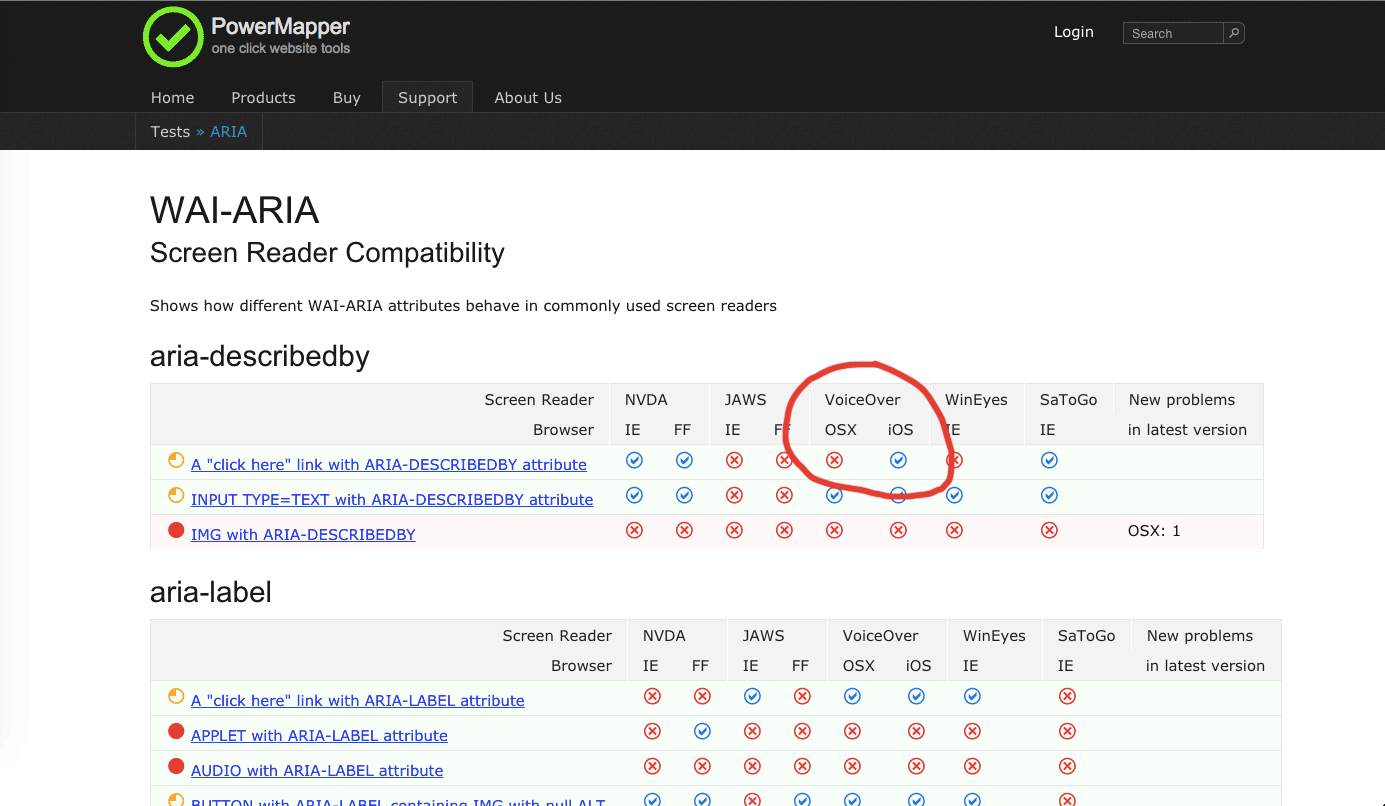 PowerMapper
one click website tools
Login
Search
Home Products Buy Support About Us
Tests » ARIA
WAI-ARIA
Screen Reader Compatibility
Shows how different WAI-ARIA attributes behave in commonly used screen readers
aria-describedby
Screen Reader NVDA JAWS VoiceOver WinEyes SaToGo New problems
Browser IE FF IE FF OSX iOS IE IE in latest version
A "click here" link with ARIA-DESCRIBEDBY attribute
INPUT TYPE=TEXT with ARIA-DESCRIBEDBY attribute
IMG with ARIA-DESCRIBEDBY OSX: 1
aria-label
Screen Reader NVDA JAWS VoiceOver WinEyes SaToGo New problems
Browser IE FF IE FF OSX iOS IE IE in latest version
A "click here" link with ARIA-LABEL attribute
APPLET with ARIA-LABEL attribute
AUDIO with ARIA-LABEL attribute
BUTTON with ARIA-LABEL containing IMG with null ALT